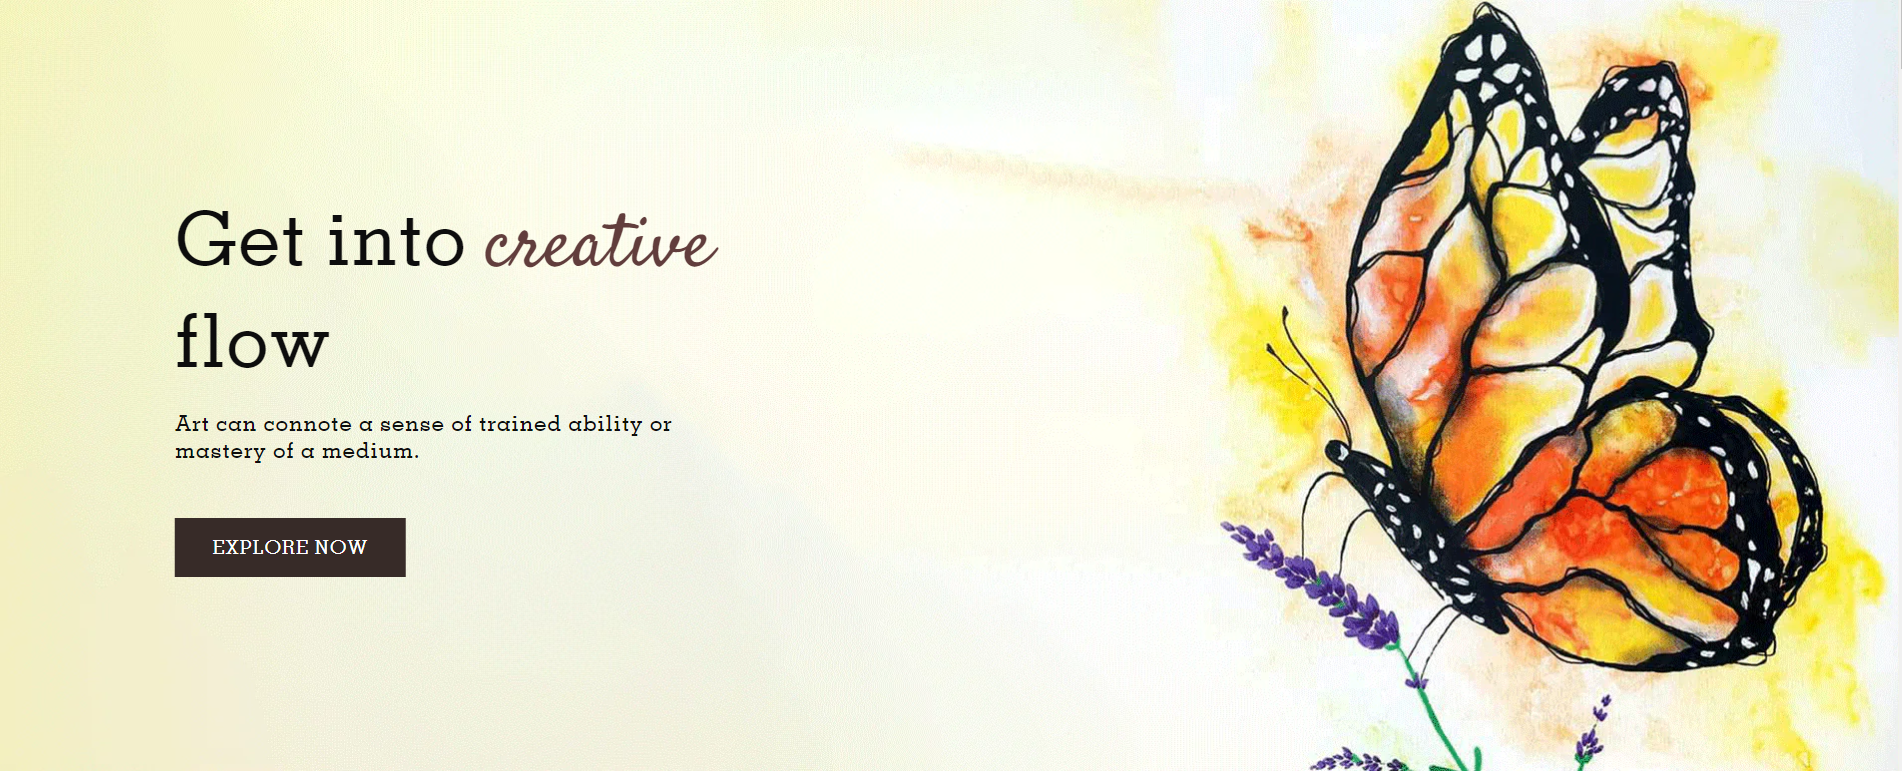 Get into creative
flow
Art can connote a sense of trained ability or
mastery of a medium.
EXPLORE NOW